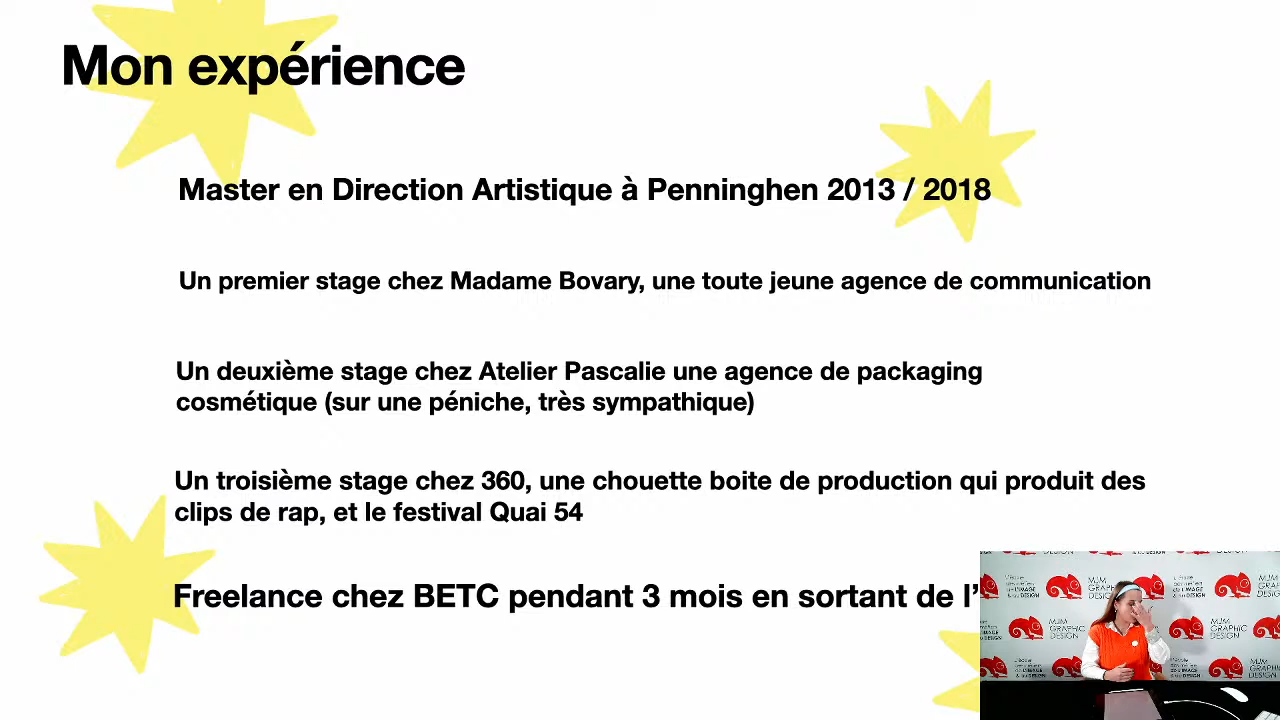 Mon expérience
Master en Direction Artistique à Penninghen 2013 / 2018
Un premier stage chez Madame Bovary, une toute jeune agence de communication
Un deuxième stage chez Atelier Pascalie une agence de packaging
cosmétique (sur une péniche, très sympathique)
Un troisième stage chez 360, une chouette boite de production qui produit des
clips de rap, et le festival Quai 54
Freelance chez BETC pendant 3 mois en sortant de l’
MJM
GRAPHIC
DESIGN